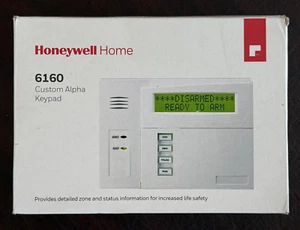 Honeywell Home
6160
Custom Alpha
Keypad
****DISARMED****
READY TO ARM
Provides detailed zone and status information for increased life safety